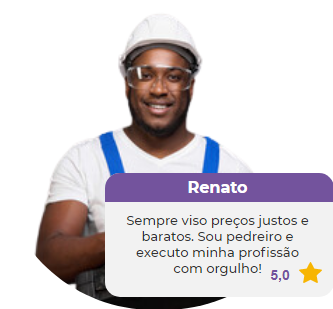 Renato
Sempre viso preços justos e
baratos. Sou pedreiro e
executo minha profissão
com orgulho!
5,0